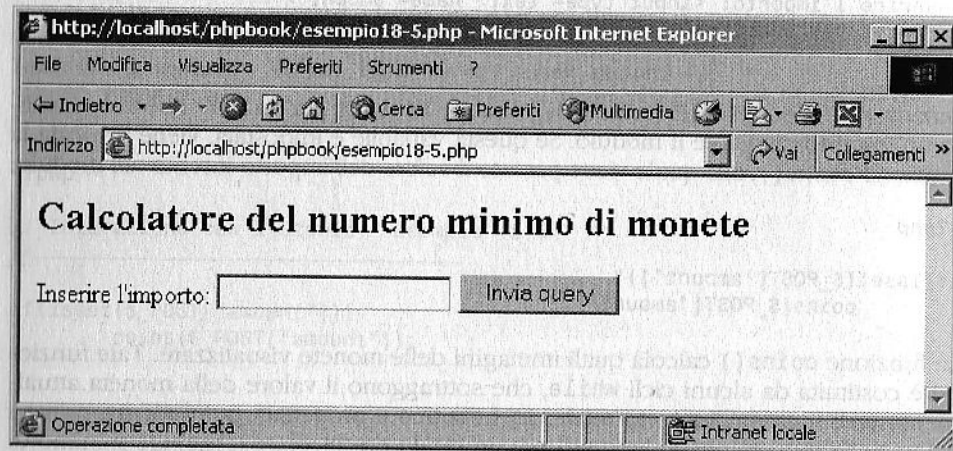 http://localhost/phpbook/esempio18-5.php - Microsoft Internet Explorer
File Modifica Visualizza Preferiti Strumenti ?
Indietro Cerca Preferiti Multimedia
Indirizzo http://localhost/phpbook/esempio18-5.php Vai Collegamenti »
Calcolatore del numero minimo di monete
Inserire l'importo: Invia query
Operazione completata Intranet locale